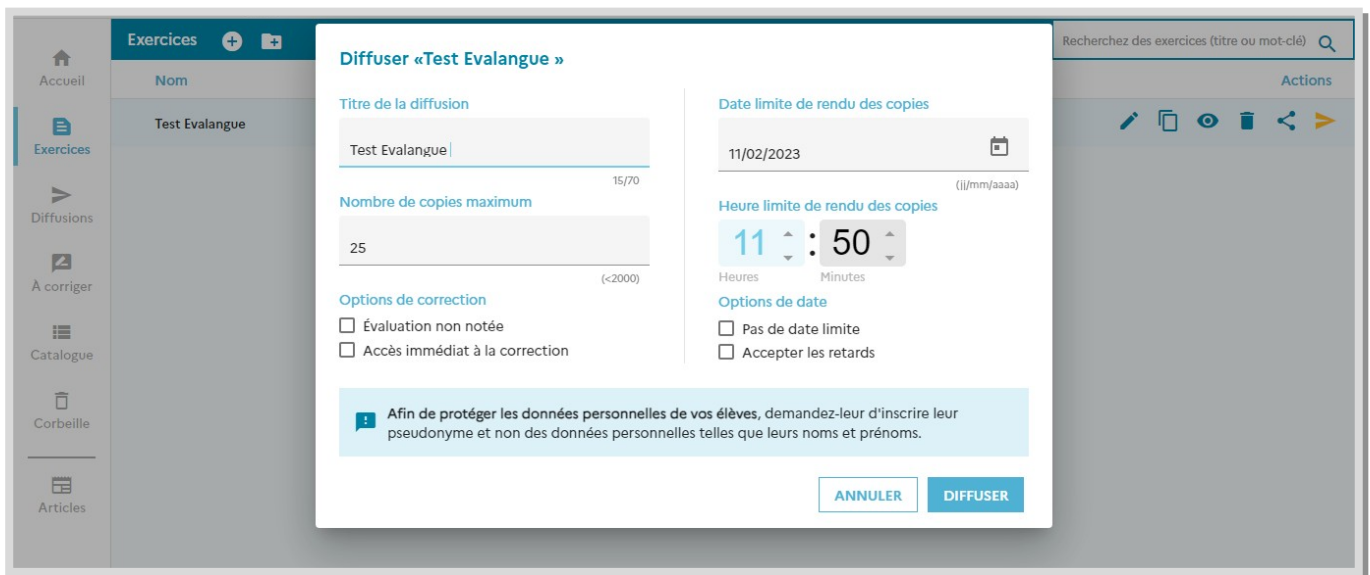 Accueil
Exercices
Diffusions
À corriger
Catalogue
Corbeille
Articles
Exercices
Recherchez des exercices (titre ou mot-clé)
Nom
Actions
Test Evalangue
Diffuser «Test Evalangue »
Titre de la diffusion
Test Evalangue
15/70
Nombre de copies maximum
25
(<2000)
Options de correction
Évaluation non notée
Accès immédiat à la correction
Date limite de rendu des copies
11/02/2023
(jj/mm/aaaa)
Heure limite de rendu des copies
11 : 50
Heures Minutes
Options de date
Pas de date limite
Accepter les retards
Afin de protéger les données personnelles de vos élèves, demandez-leur d'inscrire leur
pseudonyme et non des données personnelles telles que leurs noms et prénoms.
ANNULER DIFFUSER